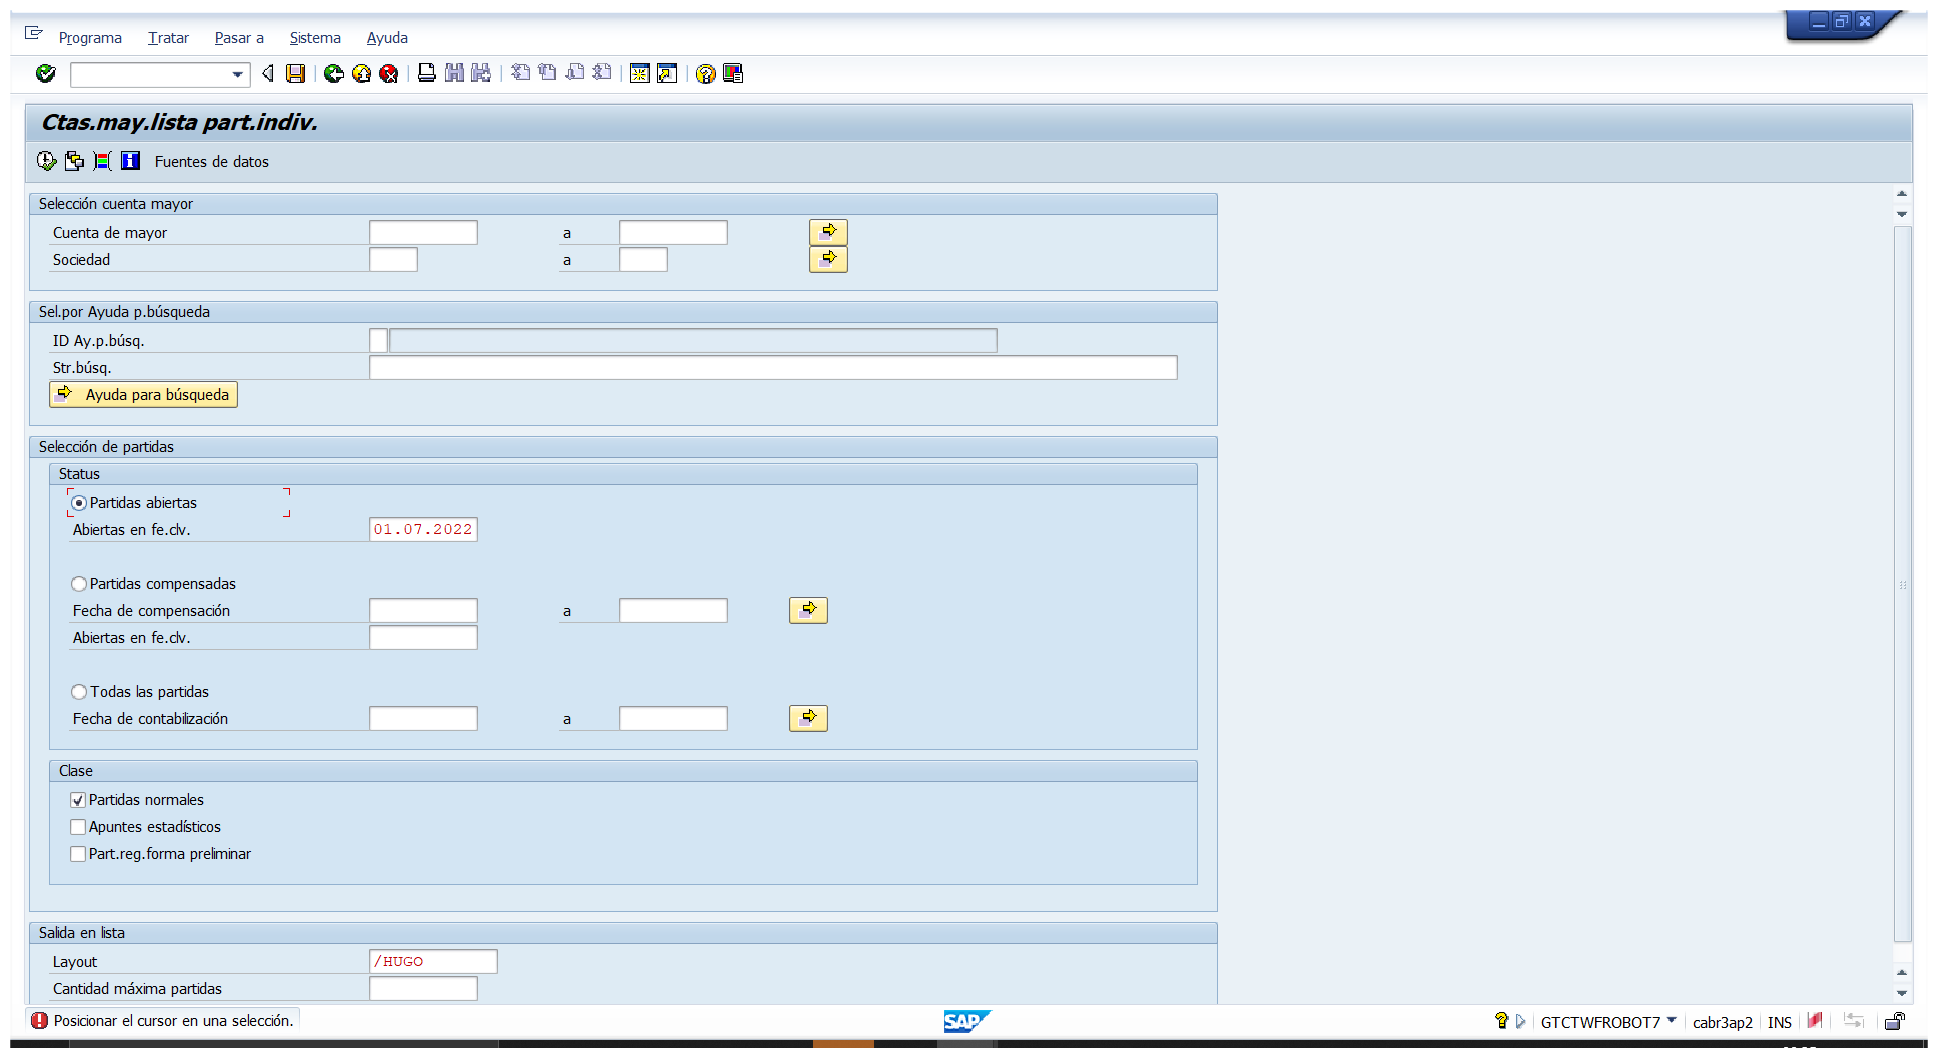 Programa Tratar Pasar a Sistema Ayuda
Ctas.may.lista part.indiv.
Fuentes de datos
Selección cuenta mayor
Cuenta de mayor a
Sociedad a
Sel.por Ayuda p.búsqueda
ID Ay.p.búsq.
Str.búsq.
Ayuda para búsqueda
Selección de partidas
Status
Partidas abiertas
Abiertas en fe.clv. 01.07.2022
Partidas compensadas
Fecha de compensación a
Abiertas en fe.clv.
Todas las partidas
Fecha de contabilización a
Clase
Partidas normales
Apuntes estadísticos
Part.reg.forma preliminar
Salida en lista
Layout /HUGO
Cantidad máxima partidas
Posicionar el cursor en una selección. SAP GTCTWFROBOT7 cabr3ap2 INS